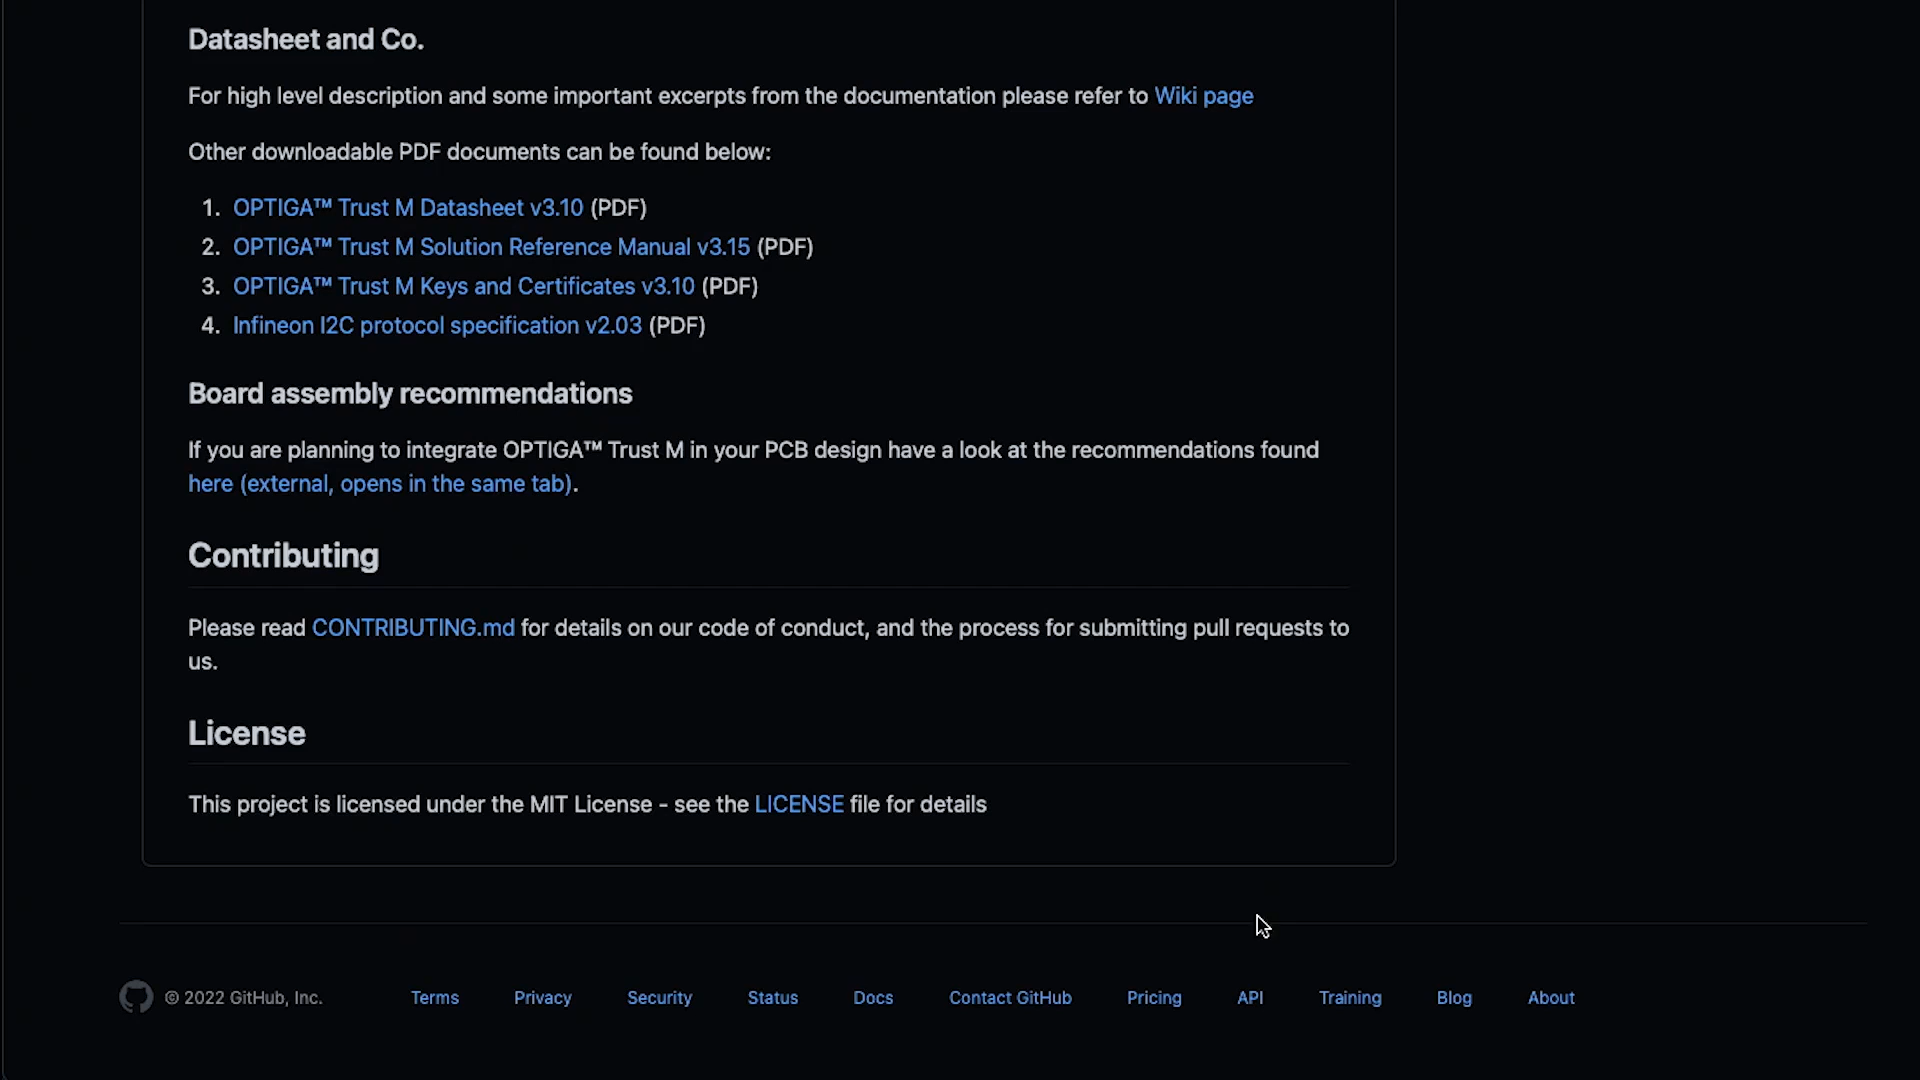 Datasheet and Co.
For high level description and some important excerpts from the documentation please refer to Wiki page
Other downloadable PDF documents can be found below:
1. OPTIGA™ Trust M Datasheet v3.10 (PDF)
2. OPTIGA™ Trust M Solution Reference Manual v3.15 (PDF)
3. OPTIGA™ Trust M Keys and Certificates v3.10 (PDF)
4. Infineon I2C protocol specification v2.03 (PDF)
Board assembly recommendations
If you are planning to integrate OPTIGA™ Trust M in your PCB design have a look at the recommendations found
here (external, opens in the same tab).
Contributing
Please read CONTRIBUTING.md for details on our code of conduct, and the process for submitting pull requests to
us.
License
This project is licensed under the MIT License - see the LICENSE file for details
© 2022 GitHub, Inc. Terms Privacy Security Status Docs Contact GitHub Pricing API Training Blog About